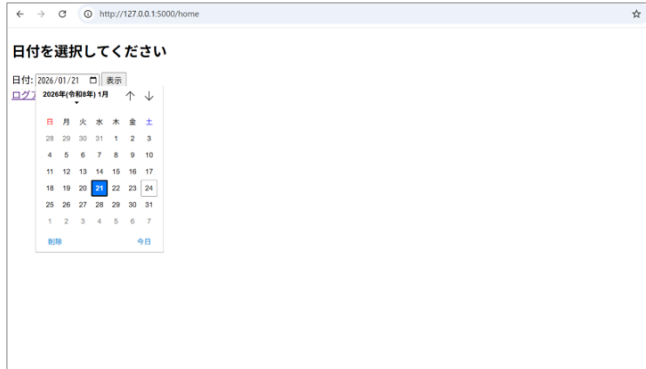 http://127.0.0.1:5000/home
日付を選択してください
日付: 2026/01/21 表示
ログア
2026年(令和8年) 1月
日 月 火 水 木 金 土
28 29 30 31 1 2 3
4 5 6 7 8 9 10
11 12 13 14 15 16 17
18 19 20 21 22 23 24
25 26 27 28 29 30 31
1 2 3 4 5 6 7
削除 今日